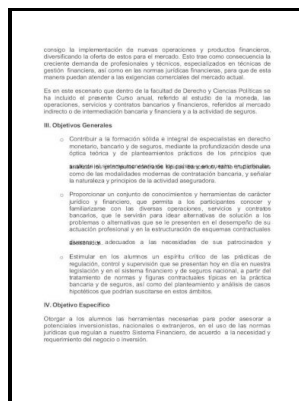 consigo la implementación de nuevas operaciones y productos financieros,
diversificando la oferta de estos para el mercado. Esto trae como consecuencia la
creciente demanda de profesionales y técnicos, especializados en técnicas de
gestión financiera, así como en las normas jurídicas financieras, para que de esta
manera puedan atender a las exigencias comerciales del mercado actual.
Es en este escenario que dentro de la facultad de Derecho y Ciencias Políticas se
ha incluido el presente Curso anual, referido al estudio de la moneda, las
operaciones, servicios y contratos bancarios y financieros, referidos al mercado
indirecto o de intermediación bancaria y financiera y a la actividad de seguros.
III. Objetivos Generales
o Contribuir a la formación sólida e integral de especialistas en derecho
monetario, bancario y de seguros, mediante la profundización desde una
óptica teórica y de planteamientos prácticos de los principios que
como de las modalidades modernas de contratación bancaria, y señalar
la naturaleza y principios de la actividad aseguradora.
o Proporcionar un conjunto de conocimientos y herramientas de carácter
jurídico y financiero, que permita a los participantes conocer y
familiarizarse con las diversas operaciones, servicios y contratos
bancarios, que le servirán para idear alternativas de solución a los
problemas o alternativas que se le presenten en el desempeño de su
actuación profesional y en la estructuración de esquemas contractuales
adecuados a las necesidades de sus patrocinados y
o Estimular en los alumnos un espíritu crítico de las prácticas de
regulación, control y supervisión que se presentan hoy en día en nuestra
legislación y en el sistema financiero y de seguros nacional, a partir del
tratamiento de normas y figuras contractuales típicas en la práctica
bancaria y de seguros, así como del planteamiento y análisis de casos
hipotéticos que podrían suscitarse en estos ámbitos.
IV. Objetivo Específico
Otorgar a los alumnos las herramientas necesarias para poder asesorar a
potenciales inversionistas, nacionales o extranjeros, en el uso de las normas
jurídicas que regulan a nuestro Sistema Financiero, de acuerdo a la necesidad y
requerimiento del negocio o inversión.